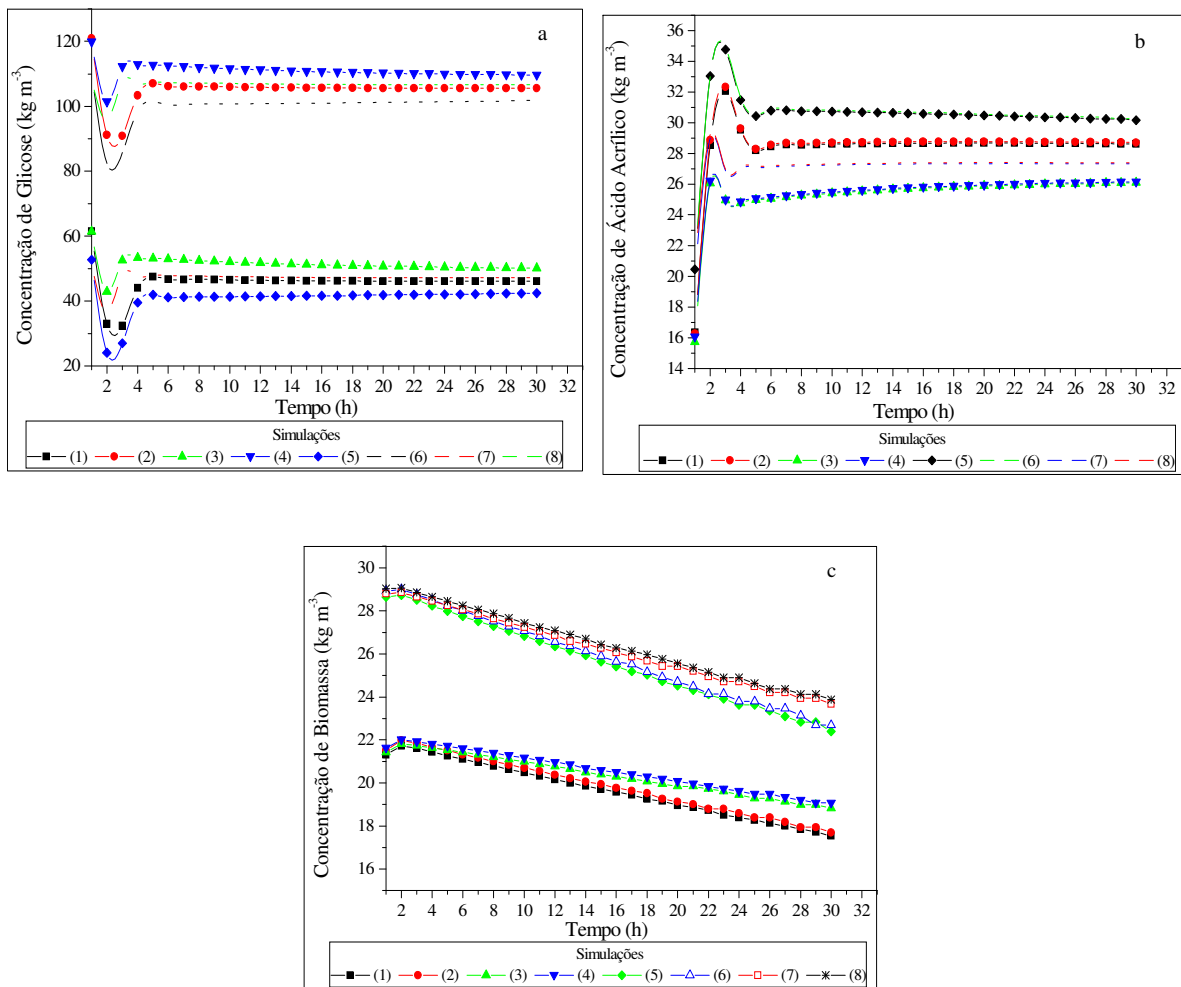 a
Concentração de Glicose (kg m⁻³)
120
100
80
60
40
20
2 4 6 8 10 12 14 16 18 20 22 24 26 28 30 32
Tempo (h)
Simulações
(1) (2) (3) (4) (5) (6) (7) (8)
b
Concentração de Ácido Acrílico (kg m⁻³)
36
34
32
30
28
26
24
22
20
18
16
14
2 4 6 8 10 12 14 16 18 20 22 24 26 28 30 32
Tempo (h)
Simulações
(1) (2) (3) (4) (5) (6) (7) (8)
c
Concentração de Biomassa (kg m⁻³)
30
28
26
24
22
20
18
16
2 4 6 8 10 12 14 16 18 20 22 24 26 28 30 32
Tempo (h)
Simulações
(1) (2) (3) (4) (5) (6) (7) (8)